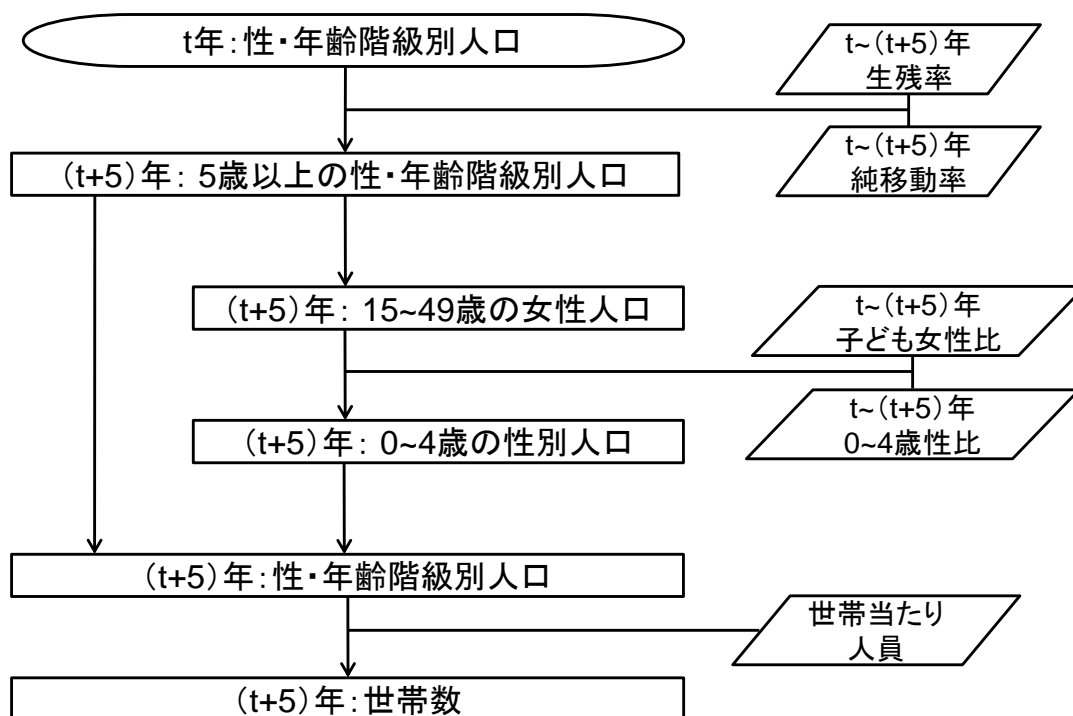 t年:性・年齢階級別人口
t~(t+5)年
生残率
t~(t+5)年
純移動率
(t+5)年: 5歳以上の性・年齢階級別人口
(t+5)年: 15~49歳の女性人口
t~(t+5)年
子ども女性比
t~(t+5)年
0~4歳性比
(t+5)年: 0~4歳の性別人口
(t+5)年:性・年齢階級別人口
世帯当たり
人員
(t+5)年:世帯数